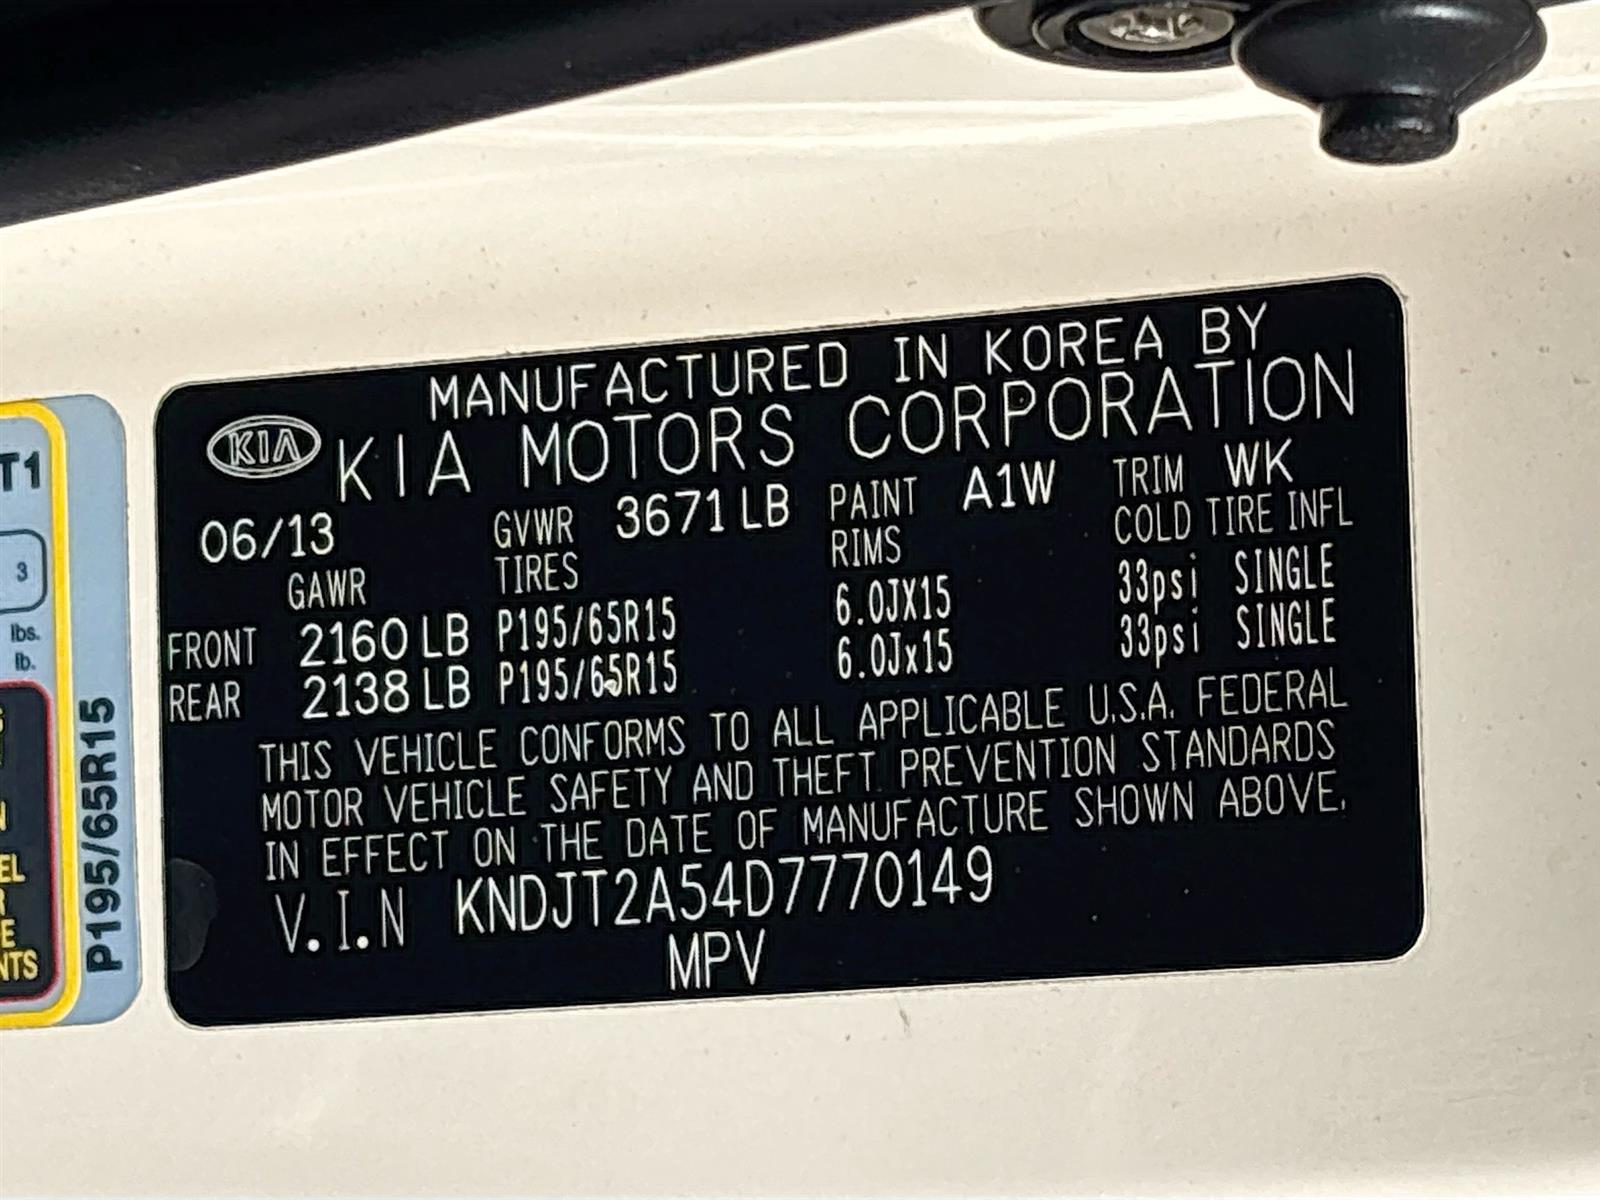 MANUFACTURED IN KOREA BY
KIA KIA MOTORS CORPORATION
06/13 GVWR 3671 LB PAINT A1W TRIM WK
GAWR TIRES RIMS COLD TIRE INFL
FRONT 2160 LB P195/65R15 6.0JX15 33psi SINGLE
REAR 2138 LB P195/65R15 6.0Jx15 33psi SINGLE
THIS VEHICLE CONFORMS TO ALL APPLICABLE U.S.A. FEDERAL
MOTOR VEHICLE SAFETY AND THEFT PREVENTION STANDARDS
IN EFFECT ON THE DATE OF MANUFACTURE SHOWN ABOVE.
V.I.N KNDJT2A54D7770149
MPV
T1
3
lbs.
lb.
P195/65R15